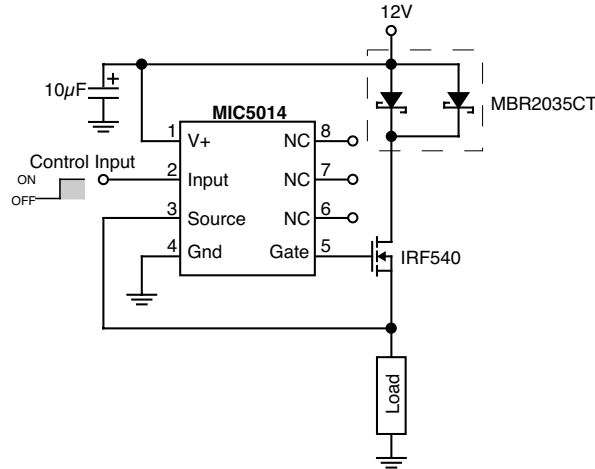 12V
10µF
+
MIC5014
MBR2035CT
1 V+ NC 8
Control Input
ON
OFF
2 Input NC 7
3 Source NC 6
4 Gnd Gate 5
IRF540
Load